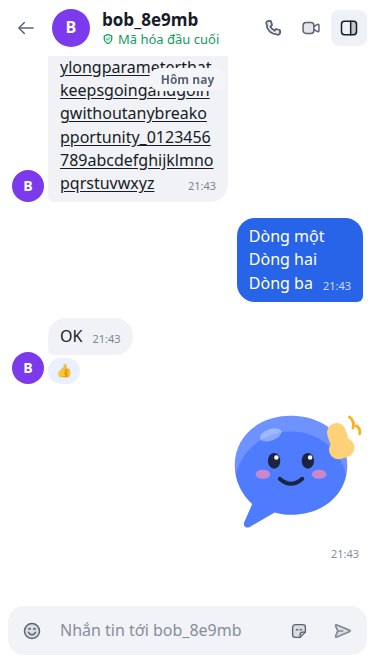 B
bob_8e9mb
Mã hóa đầu cuối
ylongparameterthat
Hôm nay
keepsgoingandgoin
gwithoutanybreako
pportunity_0123456
789abcdefghijklmno
pqrstuvwxyz 21:43
B
Dòng một
Dòng hai
Dòng ba 21:43
OK 21:43
B
21:43
Nhắn tin tới bob_8e9mb